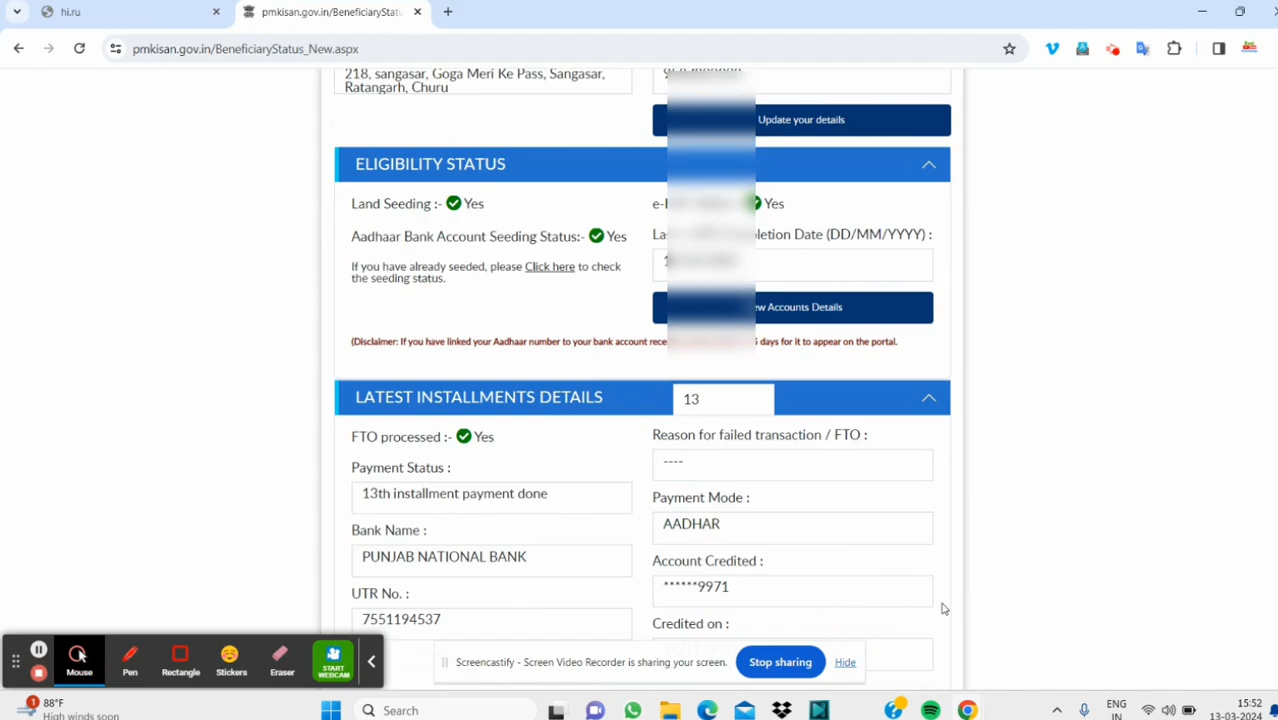 hi.ru
pmkisan.gov.in/BeneficiaryStatu
pmkisan.gov.in/BeneficiaryStatus_New.aspx
218, sangasar, Goga Meri Ke Pass, Sangasar,
Ratangarh, Churu
Update your details
ELIGIBILITY STATUS
Land Seeding :- Yes
e- Yes
Aadhaar Bank Account Seeding Status:- Yes
Completion Date (DD/MM/YYYY) :
If you have already seeded, please Click here to check
the seeding status.
Accounts Details
(Disclaimer: If you have linked your Aadhaar number to your bank account days for it to appear on the portal.
LATEST INSTALLMENTS DETAILS 13
FTO processed :- Yes
Reason for failed transaction / FTO :
----
Payment Status :
13th installment payment done
Payment Mode :
AADHAR
Bank Name :
PUNJAB NATIONAL BANK
Account Credited :
******9971
UTR No. :
7551194537
Credited on :
Mouse
Pen
Rectangle
Stickers
Eraser
START
WEBCAM
Screencastify - Screen Video Recorder is sharing your screen.
Stop sharing
Hide
1
88°F
High winds soon
Search
ENG
IN
15:52
13-03-2024